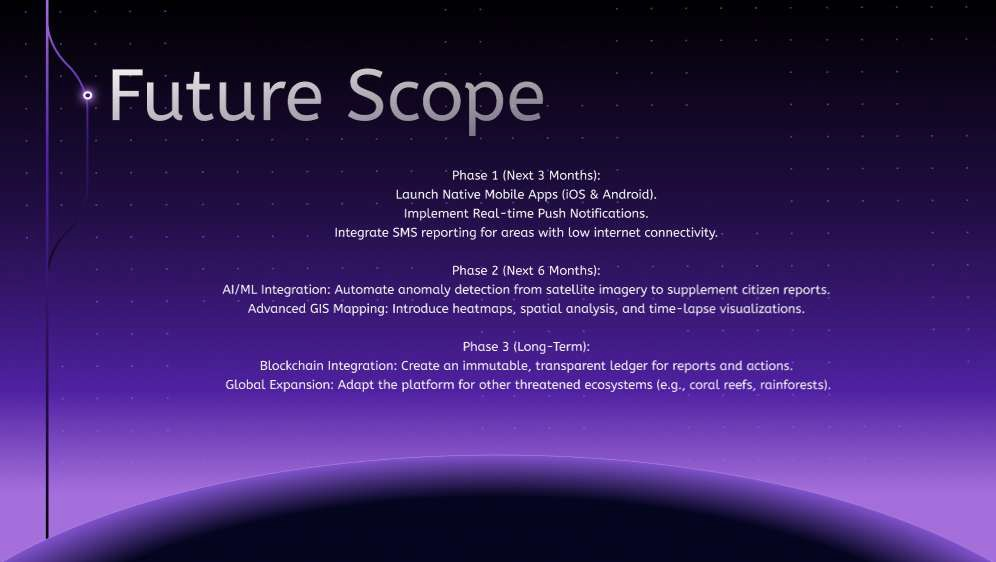 Future Scope
Phase 1 (Next 3 Months):
Launch Native Mobile Apps (iOS & Android).
Implement Real-time Push Notifications.
Integrate SMS reporting for areas with low internet connectivity.
Phase 2 (Next 6 Months):
AI/ML Integration: Automate anomaly detection from satellite imagery to supplement citizen reports.
Advanced GIS Mapping: Introduce heatmaps, spatial analysis, and time-lapse visualizations.
Phase 3 (Long-Term):
Blockchain Integration: Create an immutable, transparent ledger for reports and actions.
Global Expansion: Adapt the platform for other threatened ecosystems (e.g., coral reefs, rainforests).